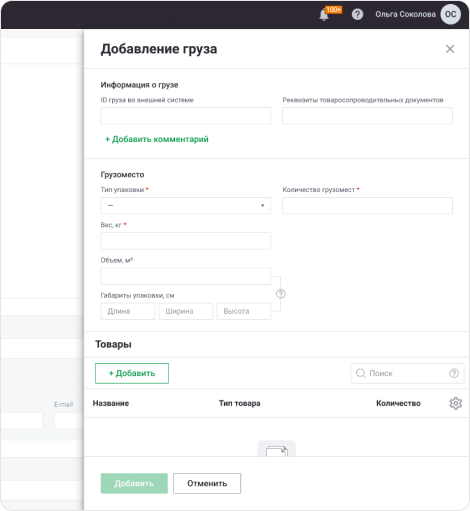 100+
Ольга Соколова
ОС
Добавление груза
Информация о грузе
ID груза во внешней системе
Реквизиты товаросопроводительных документов
+ Добавить комментарий
Грузоместо
Тип упаковки *
Количество грузомест *
—
Вес, кг *
Объем, м³
Габариты упаковки, см
Длина
Ширина
Высота
Товары
+ Добавить
Поиск
E-mail
Название
Тип товара
Количество
Добавить
Отменить